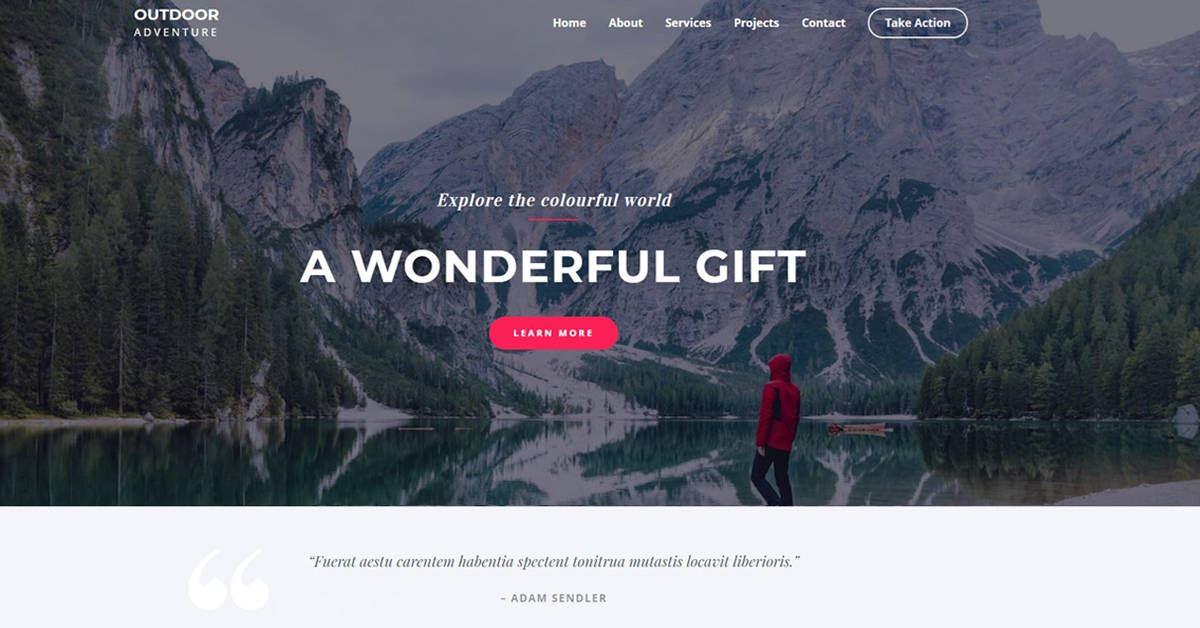 OUTDOOR
ADVENTURE
Home About Services Projects Contact Take Action
Explore the colourful world
A WONDERFUL GIFT
LEARN MORE
“Fuerat aestu carentem habentia spectent tonitrua mutastis locavit liberioris.”
– ADAM SENDLER